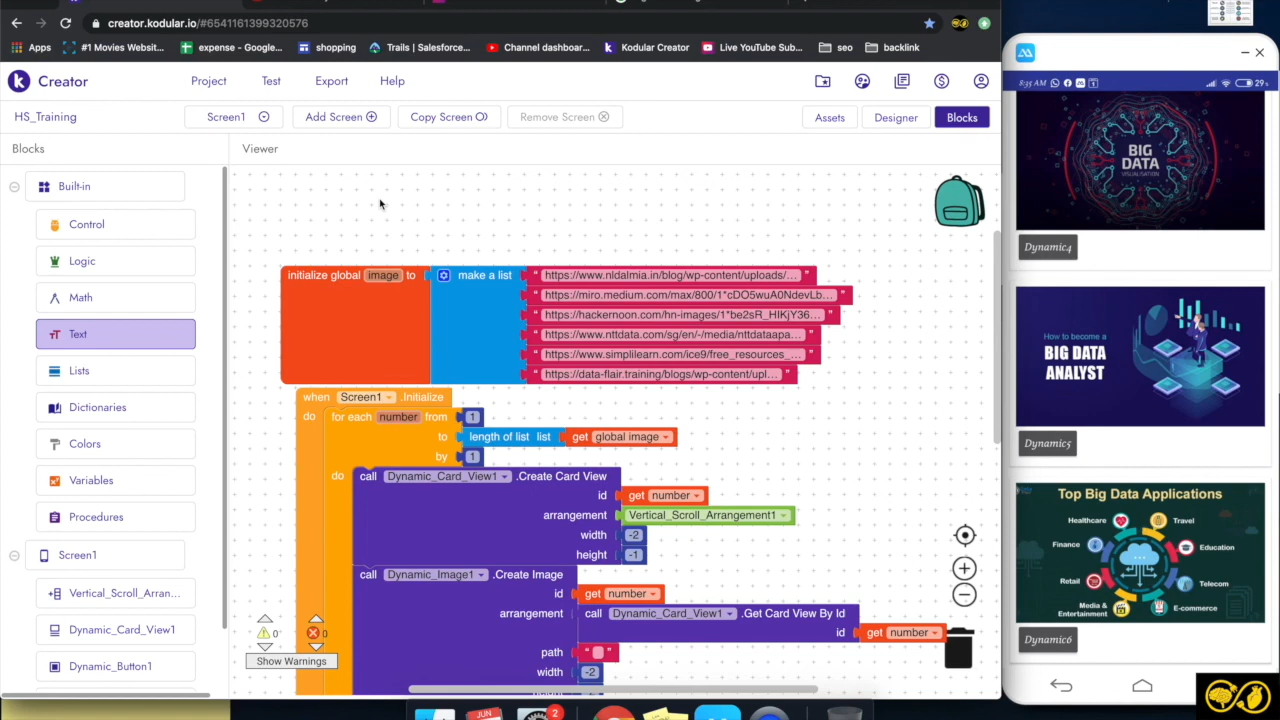 creator.kodular.io/#6541161399320576
Apps
#1 Movies Websit...
expense - Google...
shopping
Trails | Salesforce...
Channel dashboar...
Kodular Creator
Live YouTube Sub...
seo
backlink
Creator
Project
Test
Export
Help
HS_Training
Screen1
Add Screen
Copy Screen
Remove Screen
Assets
Designer
Blocks
Blocks
Viewer
Built-in
Control
Logic
Math
Text
Lists
Dictionaries
Colors
Variables
Procedures
Screen1
Vertical_Scroll_Arran...
Dynamic_Card_View1
Dynamic_Button1
initialize global image to make a list " https://www.nldalmia.in/blog/wp-content/uploads/... "
" https://miro.medium.com/max/800/1*cDO5wuA0NdevLb... "
" https://hackernoon.com/hn-images/1*be2sR_HIKjY36... "
" https://www.nttdata.com/sg/en/-/media/nttdataapa... "
" https://www.simplilearn.com/ice9/free_resources_... "
" https://data-flair.training/blogs/wp-content/upl... "
when Screen1 .Initialize
do for each number from 1
to length of list list get global image
by 1
do call Dynamic_Card_View1 .Create Card View
id get number
arrangement Vertical_Scroll_Arrangement1
width -2
height -1
call Dynamic_Image1 .Create Image
id get number
arrangement call Dynamic_Card_View1 .Get Card View By Id
id get number
path " "
width -2
0
0
Show Warnings
8:35 AM
29
BIG
DATA
VISUALISATION
Dynamic4
How to become a
BIG DATA
ANALYST
Dynamic5
Top Big Data Applications
Healthcare
Travel
Finance
Education
Retail
Telecom
Media &
Entertainment
E-commerce
Dynamic6
JUN
2